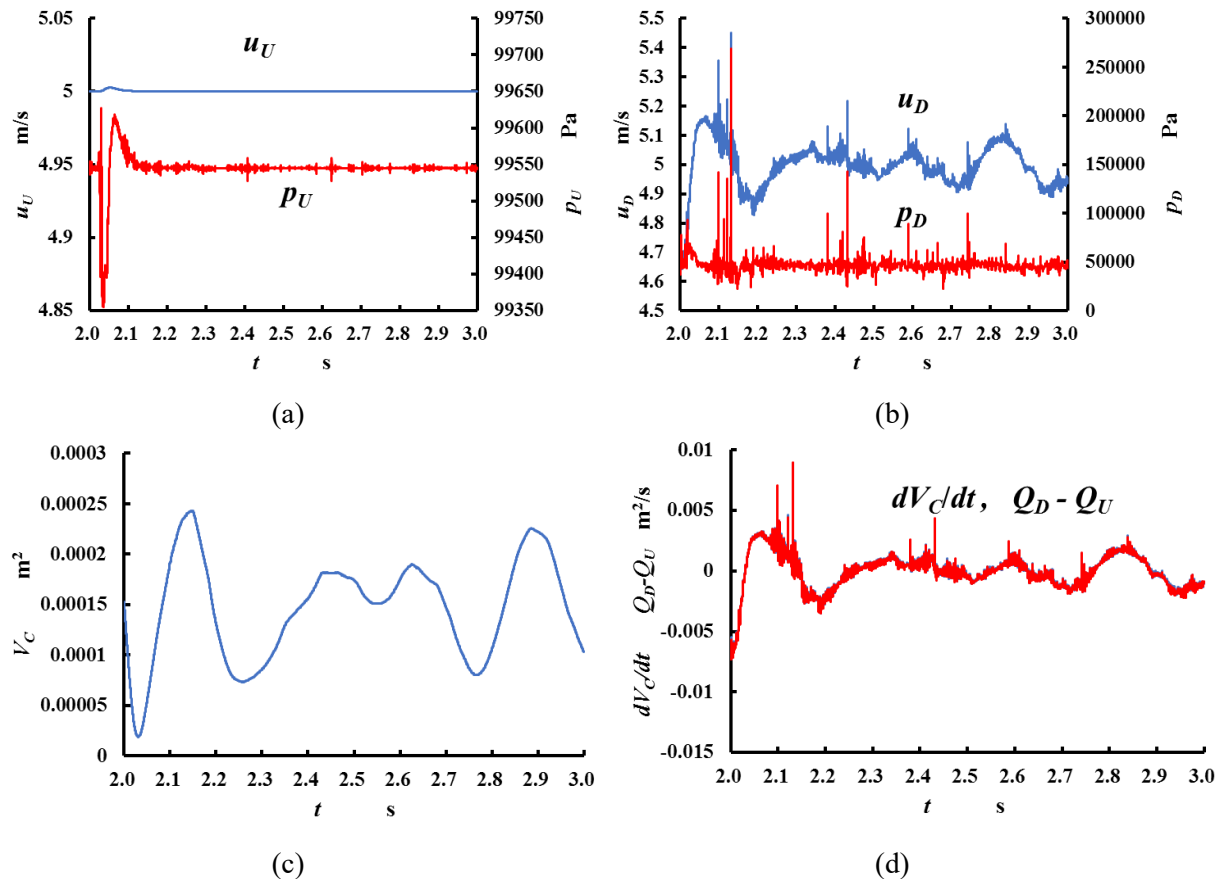 5.05
5
4.95
4.9
4.85
u_U m/s
u_U
p_U
99750
99700
99650
99600
99550
99500
99450
99400
99350
p_U Pa
2.0 2.1 2.2 2.3 2.4 2.5 2.6 2.7 2.8 2.9 3.0
t s
(a)
5.5
5.4
5.3
5.2
5.1
5
4.9
4.8
4.7
4.6
4.5
u_D m/s
u_D
p_D
300000
250000
200000
150000
100000
50000
0
p_D Pa
2.0 2.1 2.2 2.3 2.4 2.5 2.6 2.7 2.8 2.9 3.0
t s
(b)
0.0003
0.00025
0.0002
0.00015
0.0001
0.00005
0
V_C m²
2.0 2.1 2.2 2.3 2.4 2.5 2.6 2.7 2.8 2.9 3.0
t s
(c)
0.01
0.005
0
-0.005
-0.01
-0.015
dV_C/dt Q_D-Q_U m²/s
dV_C/dt , Q_D - Q_U
2.0 2.1 2.2 2.3 2.4 2.5 2.6 2.7 2.8 2.9 3.0
t s
(d)